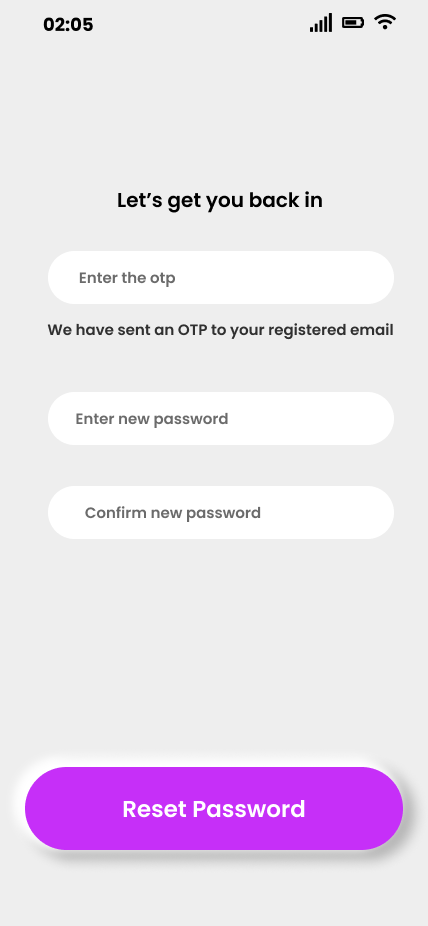 02:05
Let’s get you back in
Enter the otp
We have sent an OTP to your registered email
Enter new password
Confirm new password
Reset Password